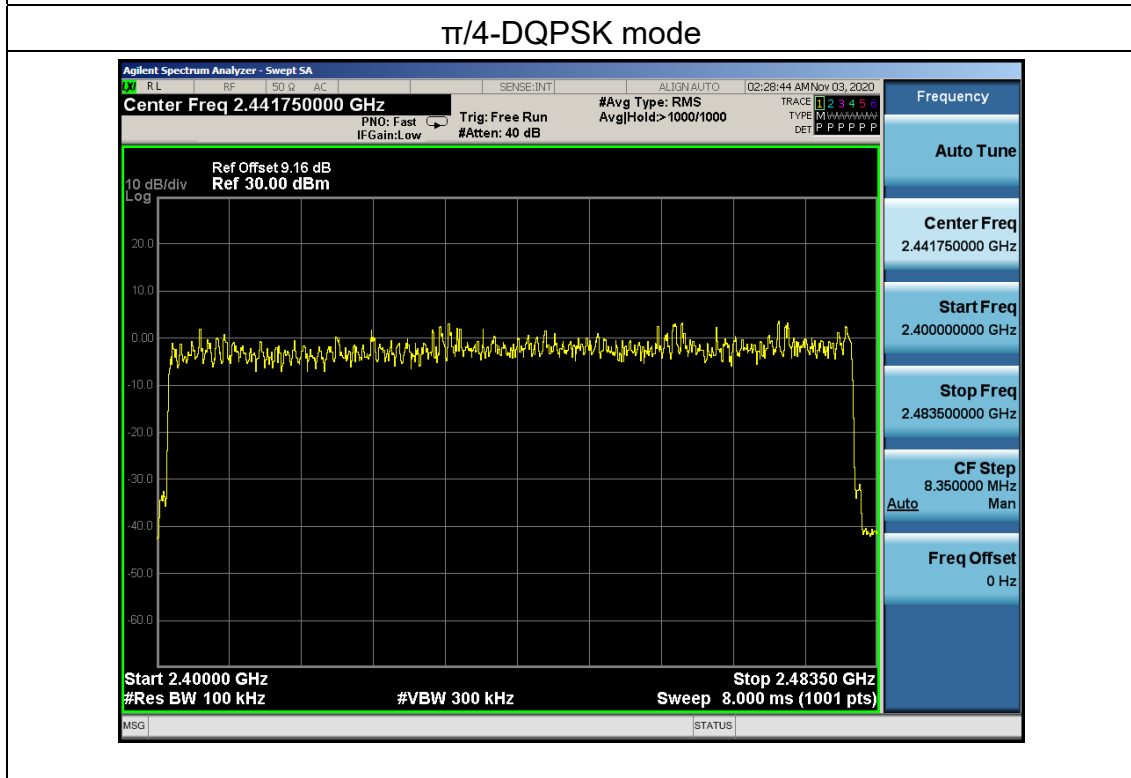 π/4-DQPSK mode
Agilent Spectrum Analyzer - Swept SA
LXI RL RF 50 Ω AC SENSE:INT ALIGN AUTO 02:28:44 AM Nov 03, 2020
Center Freq 2.441750000 GHz
PNO: Fast
IFGain:Low
Trig: Free Run
#Atten: 40 dB
#Avg Type: RMS
Avg|Hold:>1000/1000
TRACE 1 2 3 4 5 6
TYPE M
DET P P P P P P
Ref Offset 9.16 dB
10 dB/div Ref 30.00 dBm
Log
20.0
10.0
0.00
-10.0
-20.0
-30.0
-40.0
-50.0
-60.0
Start 2.40000 GHz Stop 2.48350 GHz
#Res BW 100 kHz #VBW 300 kHz Sweep 8.000 ms (1001 pts)
MSG STATUS
Frequency
Auto Tune
Center Freq
2.441750000 GHz
Start Freq
2.400000000 GHz
Stop Freq
2.483500000 GHz
CF Step
8.350000 MHz
Auto Man
Freq Offset
0 Hz